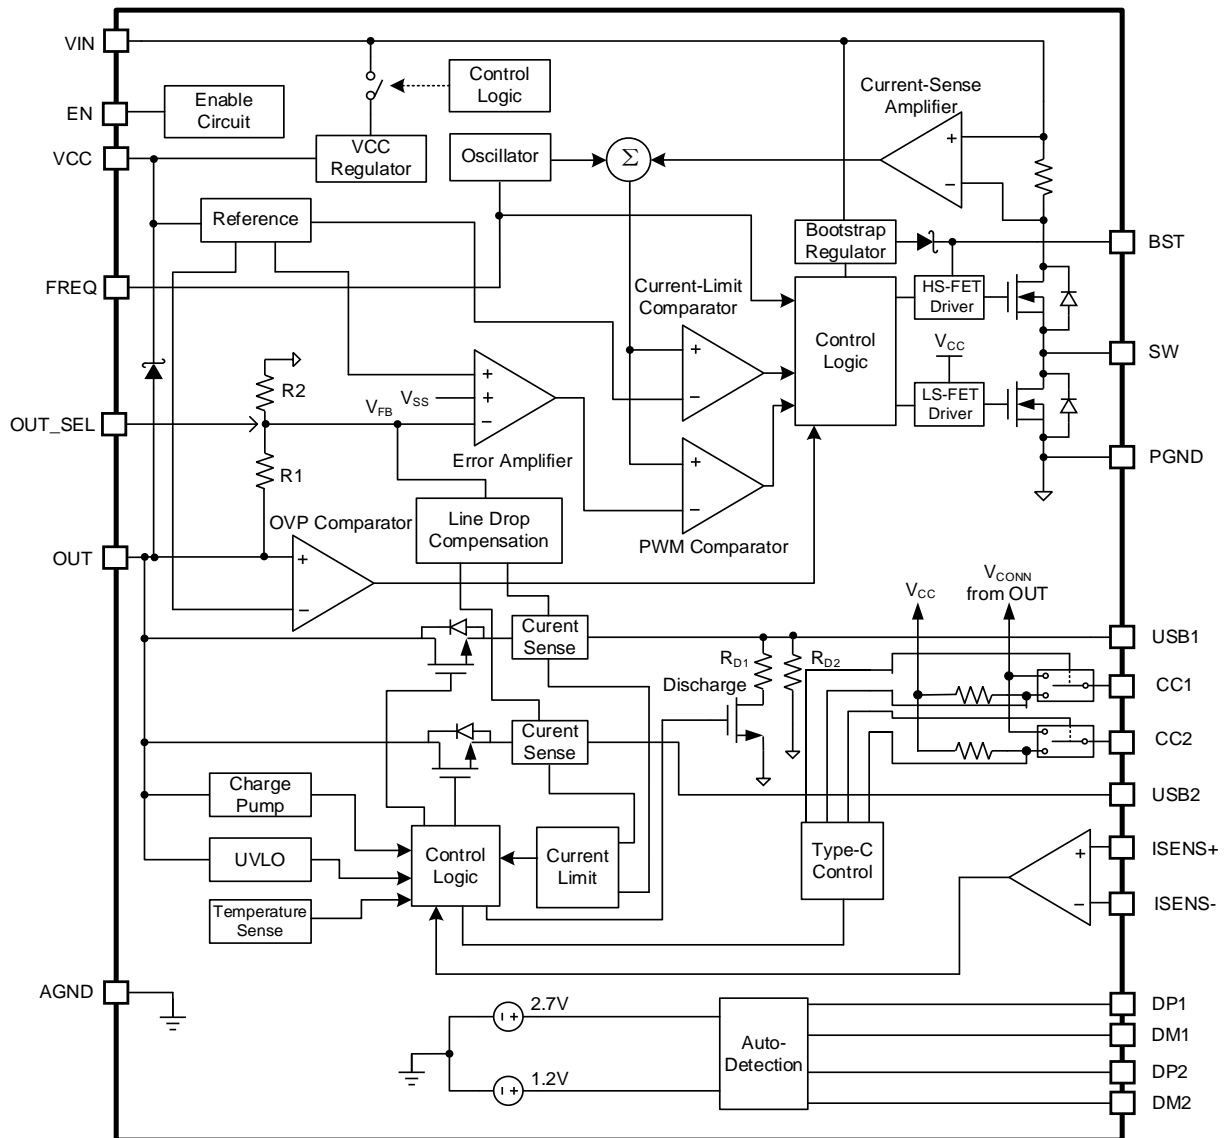 VIN
EN
VCC
FREQ
OUT_SEL
OUT
AGND
Enable
Circuit
Control
Logic
VCC
Regulator
Oscillator
Σ
Current-Sense
Amplifier
+
−
Reference
Bootstrap
Regulator
BST
Current-Limit
Comparator
HS-FET
Driver
Control
Logic
VCC
SW
LS-FET
Driver
R2
+
+
−
VSS
VFB
+
−
R1
Error Amplifier
+
−
PGND
OVP Comparator
Line Drop
Compensation
PWM Comparator
+
−
VCC
VCONN
from OUT
Curent
Sense
USB1
RD1
RD2
Discharge
CC1
Curent
Sense
CC2
Charge
Pump
USB2
UVLO
Control
Logic
Current
Limit
Type-C
Control
+
−
ISENS+
ISENS-
Temperature
Sense
2.7V
− +
1.2V
− +
Auto-
Detection
DP1
DM1
DP2
DM2